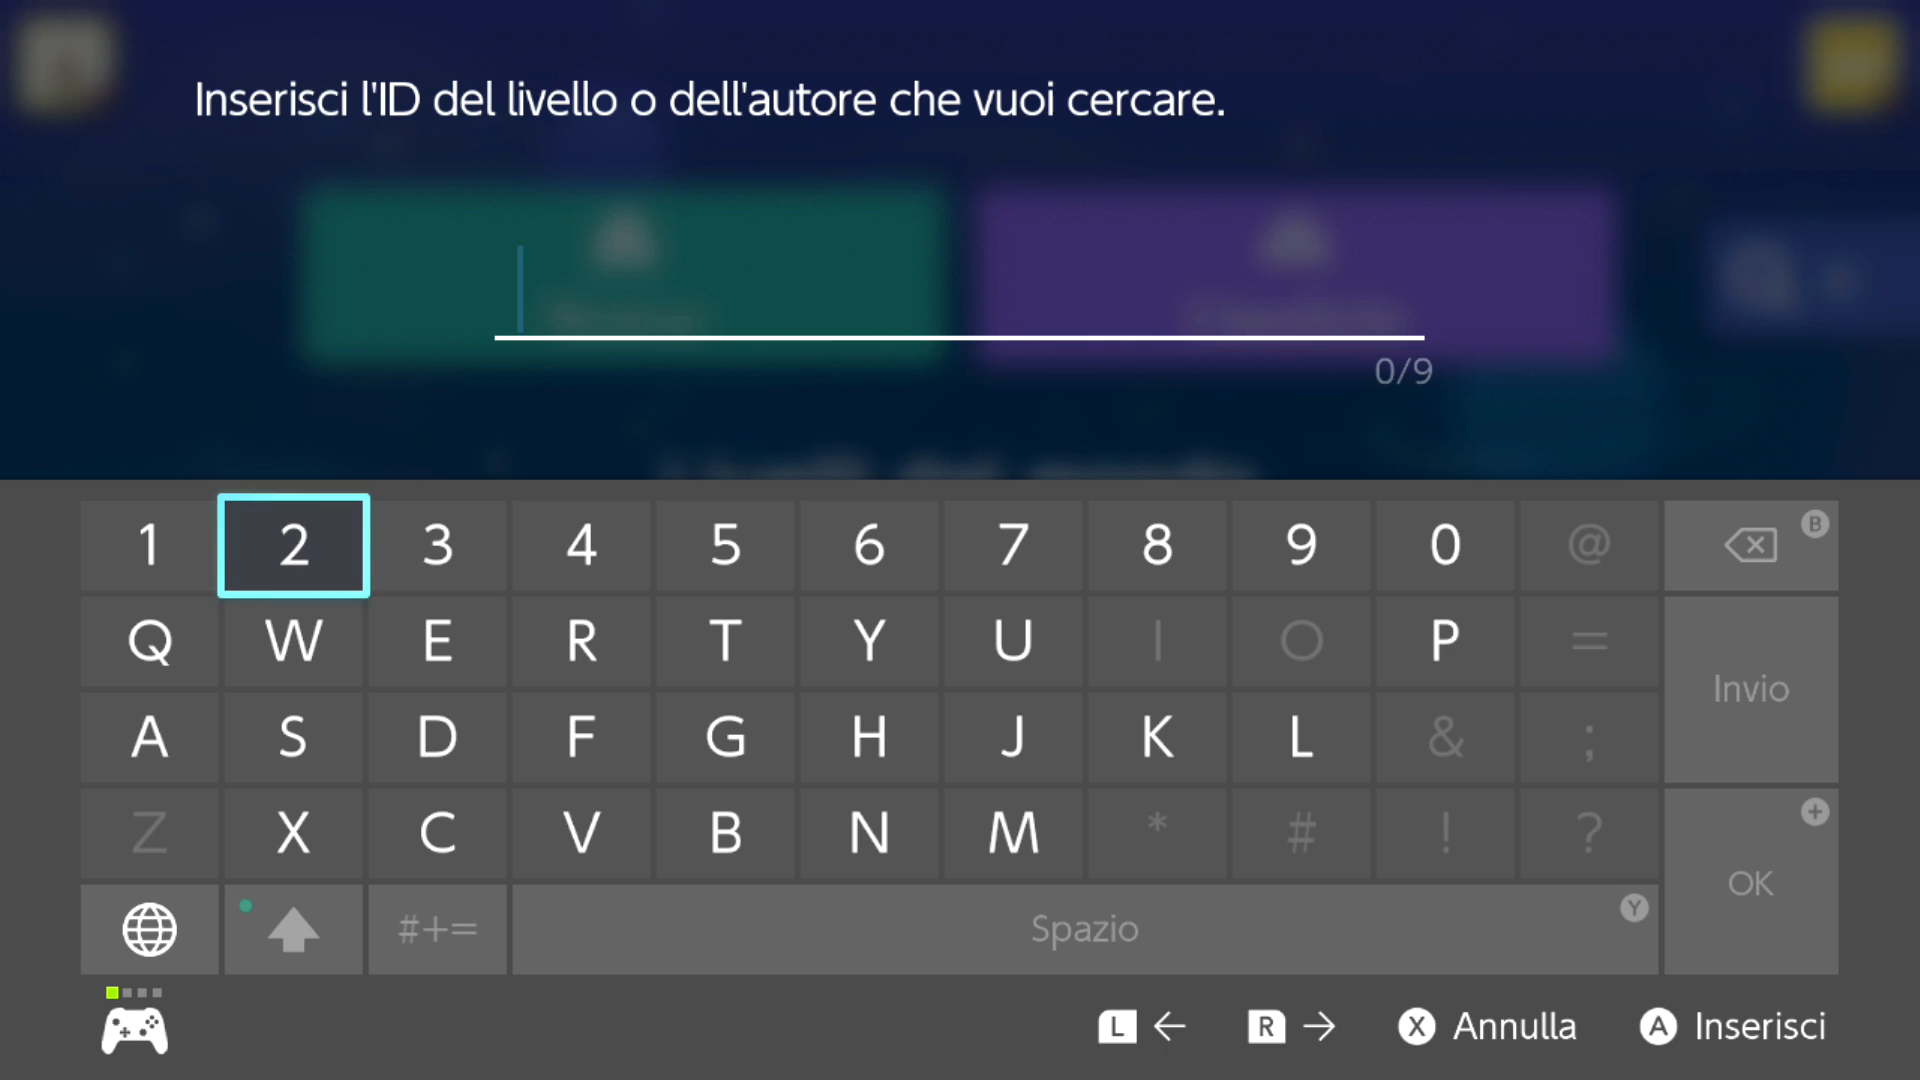 Inserisci l'ID del livello o dell'autore che vuoi cercare.
0/9
1 2 3 4 5 6 7 8 9 0 @ B
Q W E R T Y U I O P =
Invio
A S D F G H J K L & ;
Z X C V B N M * # ! ?
+
OK
#+= Spazio Y
L ← R → X Annulla A Inserisci